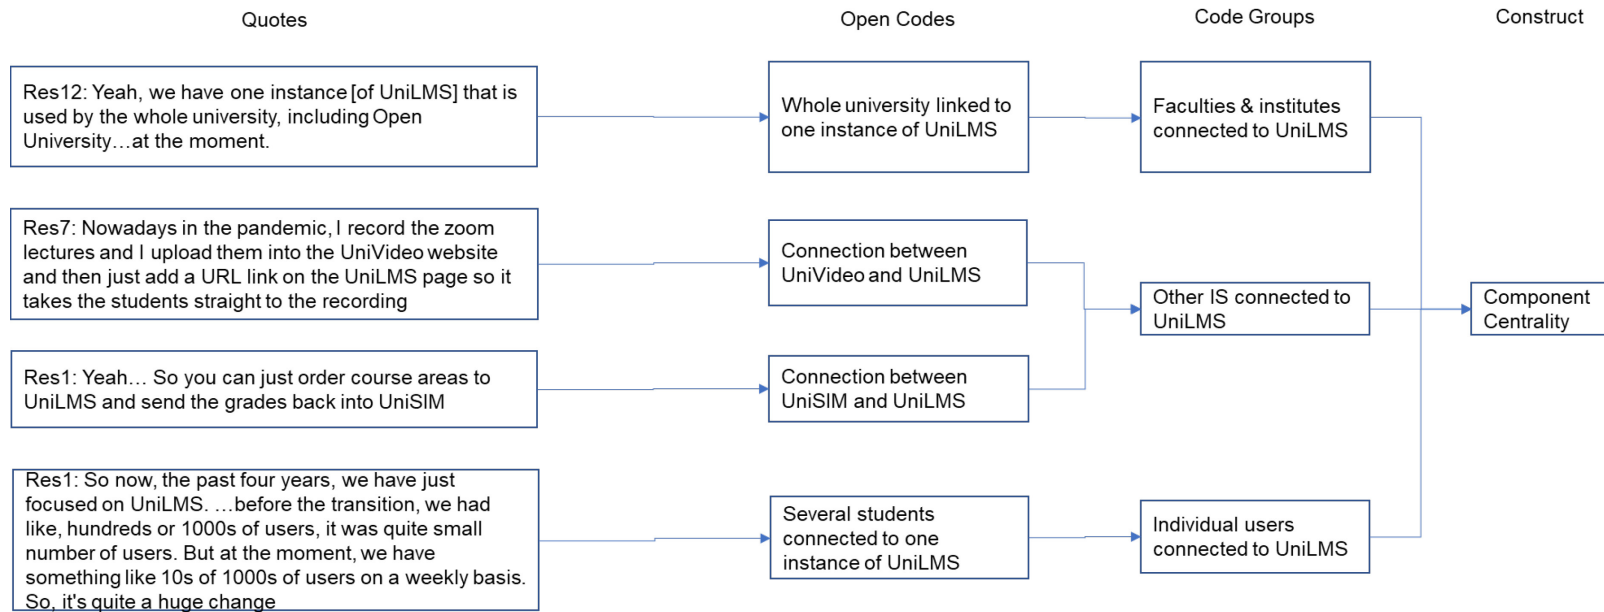 Quotes
Open Codes
Code Groups
Construct
Res12: Yeah, we have one instance [of UniLMS] that is
used by the whole university, including Open
University…at the moment.
Whole university linked to
one instance of UniLMS
Faculties & institutes
connected to UniLMS
Res7: Nowadays in the pandemic, I record the zoom
lectures and I upload them into the UniVideo website
and then just add a URL link on the UniLMS page so it
takes the students straight to the recording
Connection between
UniVideo and UniLMS
Other IS connected to
UniLMS
Component
Centrality
Res1: Yeah… So you can just order course areas to
UniLMS and send the grades back into UniSIM
Connection between
UniSIM and UniLMS
Res1: So now, the past four years, we have just
focused on UniLMS. …before the transition, we had
like, hundreds or 1000s of users, it was quite small
number of users. But at the moment, we have
something like 10s of 1000s of users on a weekly basis.
So, it's quite a huge change
Several students
connected to one
instance of UniLMS
Individual users
connected to UniLMS